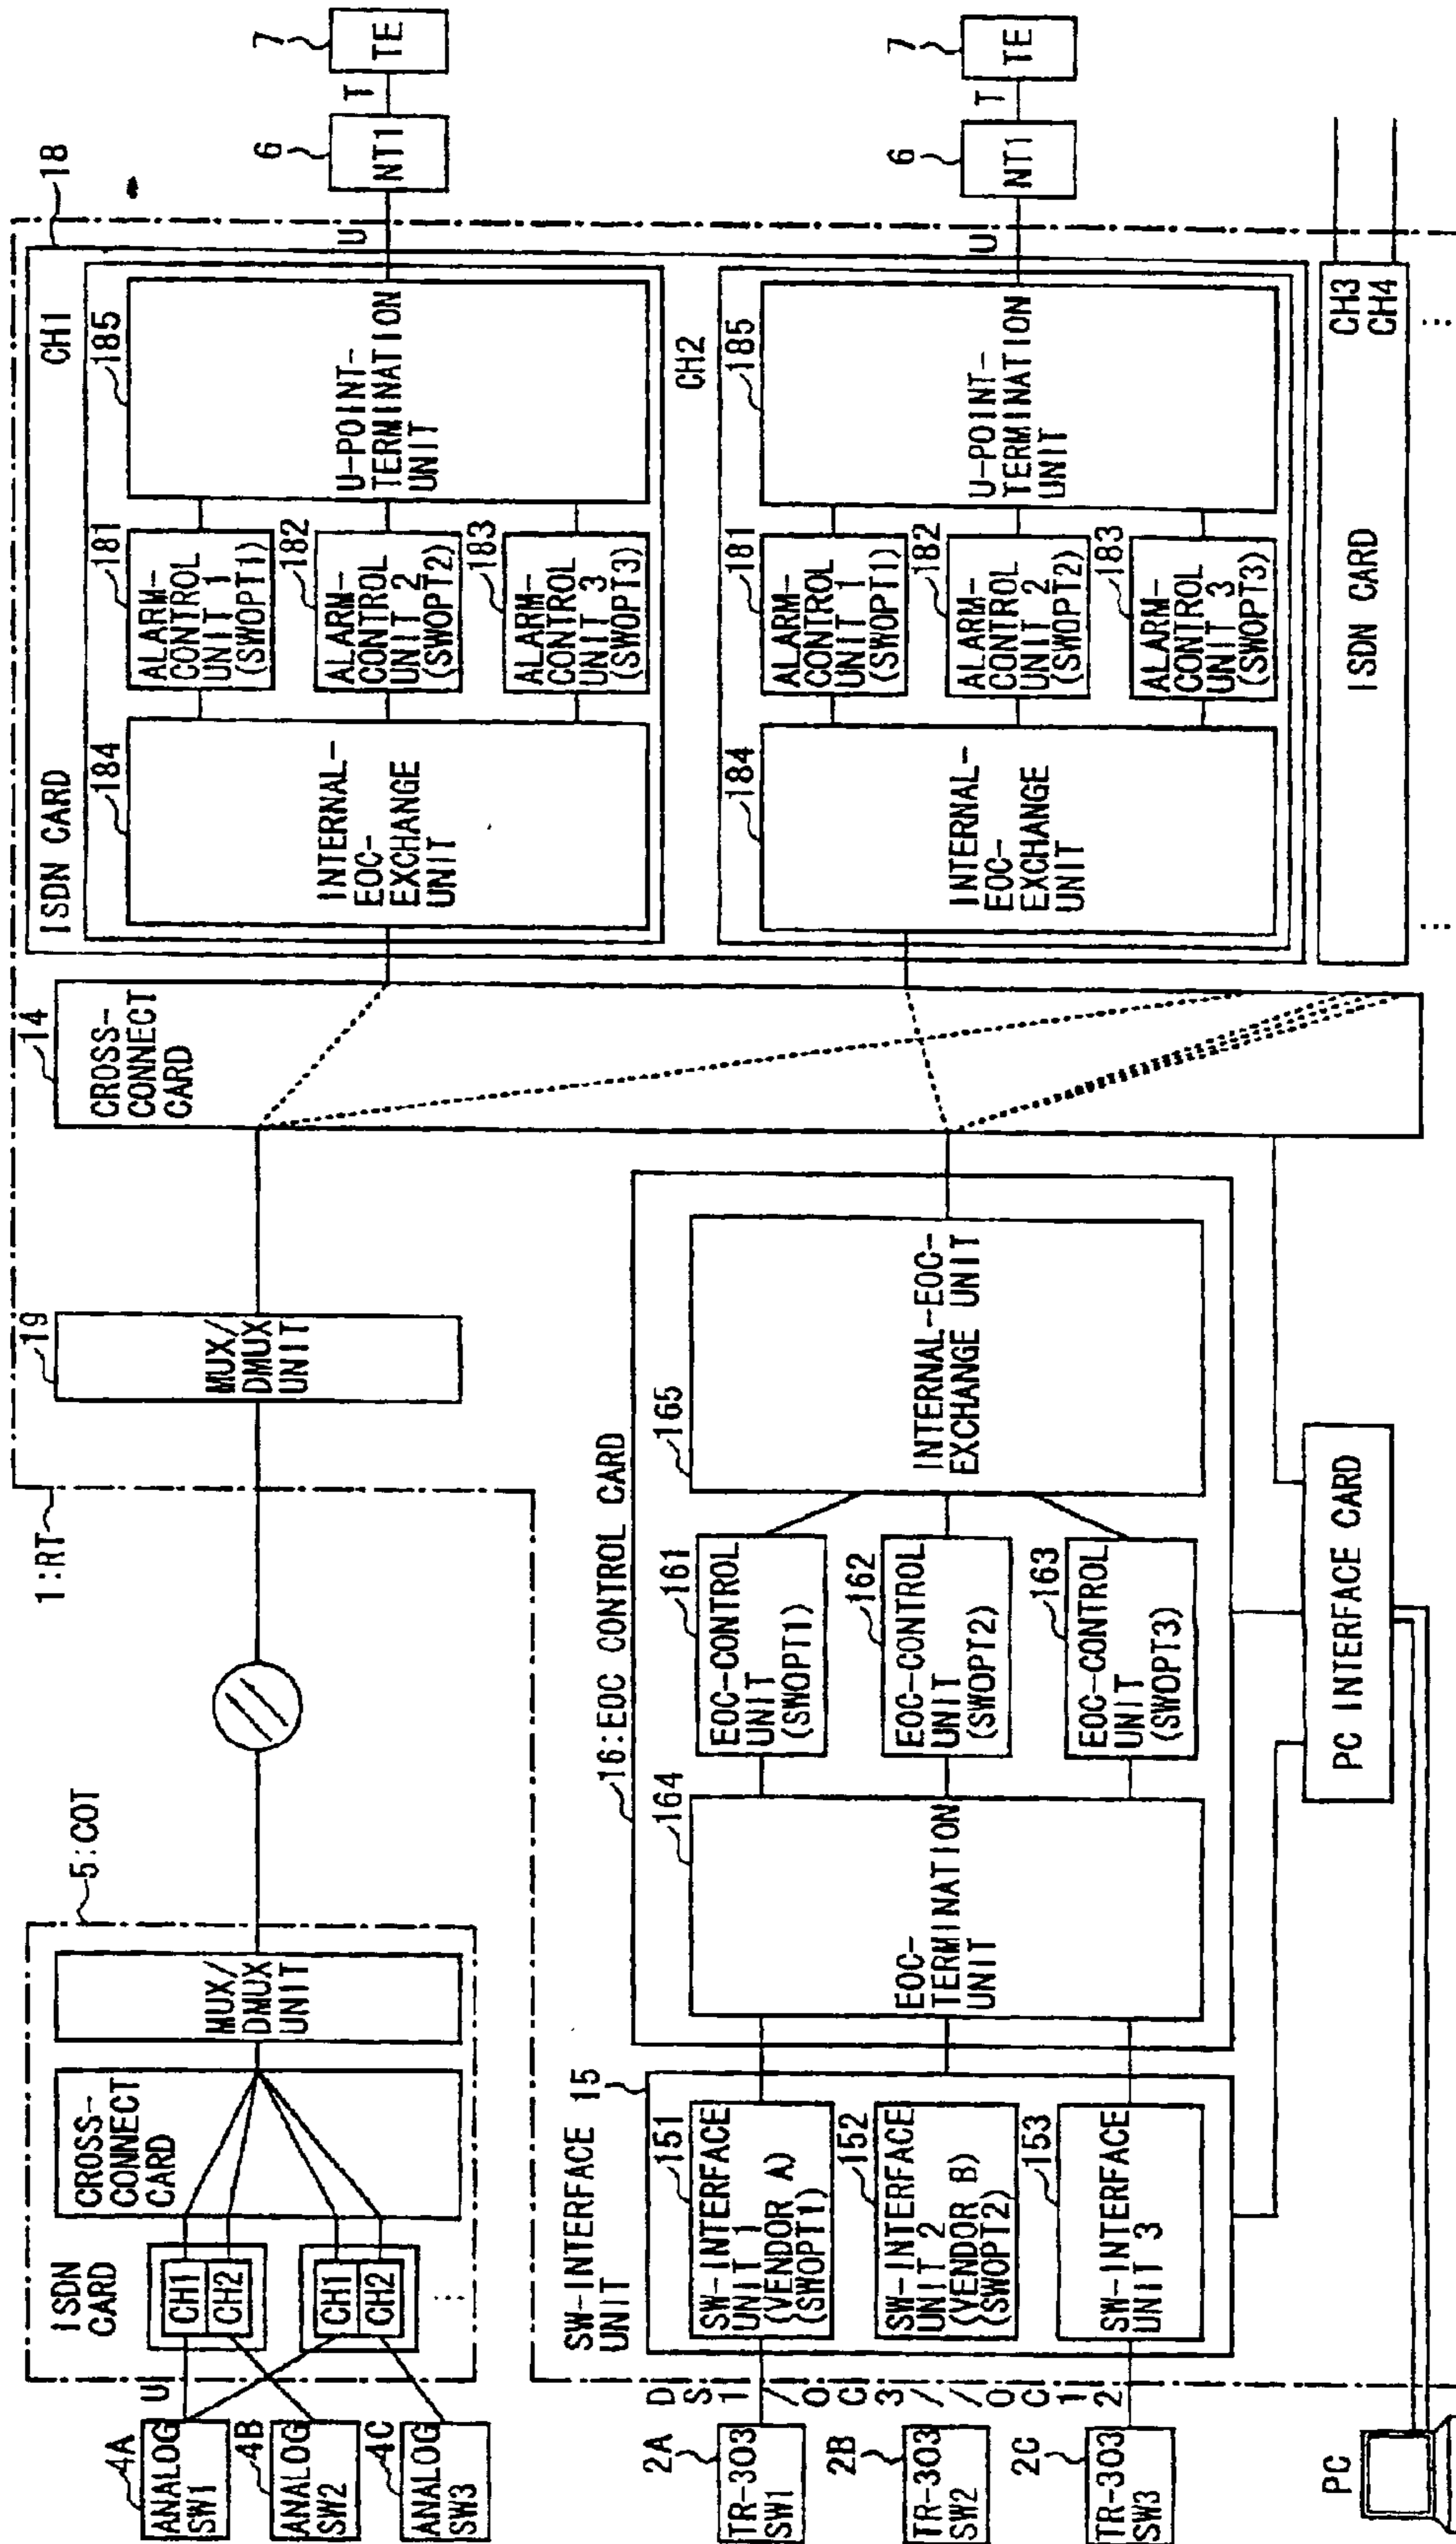 4A
ANALOG
SW1
4B
ANALOG
SW2
4C
ANALOG
SW3
U
5:COT
ISDN
CARD
CH1
CH2
CH1
CH2
CROSS-
CONNECT
CARD
MUX/
DMUX
UNIT
1:RT
19
MUX/
DMUX
UNIT
14
CROSS-
CONNECT
CARD
18
ISDN CARD
CH1
184
INTERNAL-
EOC-
EXCHANGE
UNIT
181
ALARM-
CONTROL
UNIT 1
(SWOPT1)
182
ALARM-
CONTROL
UNIT 2
(SWOPT2)
183
ALARM-
CONTROL
UNIT 3
(SWOPT3)
185
U-POINT-
TERMINATION
UNIT
U
6
NT1
T
7
TE
CH2
184
INTERNAL-
EOC-
EXCHANGE
UNIT
181
ALARM-
CONTROL
UNIT 1
(SWOPT1)
182
ALARM-
CONTROL
UNIT 2
(SWOPT2)
183
ALARM-
CONTROL
UNIT 3
(SWOPT3)
185
U-POINT-
TERMINATION
UNIT
U
6
NT1
T
7
TE
ISDN CARD
CH3
CH4
2A
TR-303
SW1
2B
TR-303
SW2
2C
TR-303
SW3
DS1/OC3//OC12
SW-INTERFACE 15
UNIT
151
SW-INTERFACE
UNIT 1
(VENDOR A)
(SWOPT1)
152
SW-INTERFACE
UNIT 2
(VENDOR B)
(SWOPT2)
153
SW-INTERFACE
UNIT 3
16:EOC CONTROL CARD
164
EOC-
TERMINATION
UNIT
161
EOC-CONTROL
UNIT
(SWOPT1)
162
EOC-CONTROL
UNIT
(SWOPT2)
163
EOC-CONTROL
UNIT
(SWOPT3)
165
INTERNAL-EOC-
EXCHANGE UNIT
PC INTERFACE CARD
PC